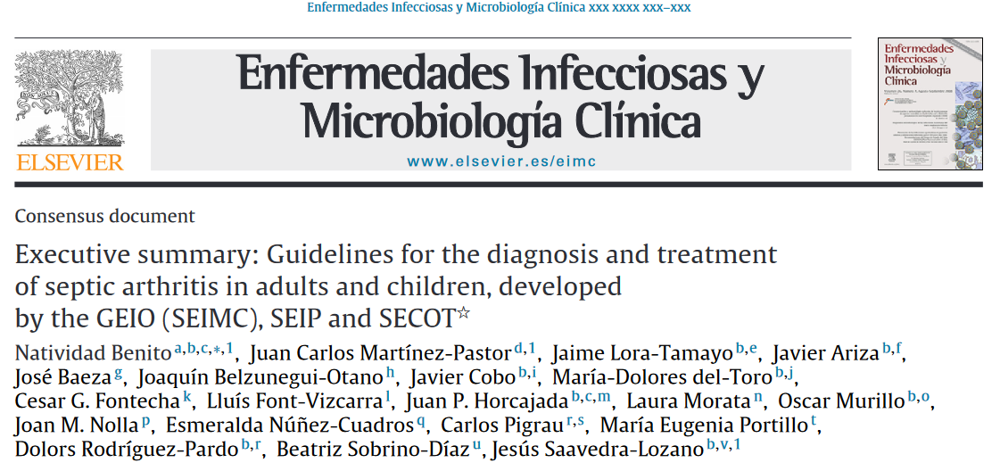 Enfermedades Infecciosas y Microbiología Clínica xxx xxxx xxx–xxx
ELSEVIER
Enfermedades Infecciosas y
Microbiología Clínica
www.elsevier.es/eimc
Enfermedades
Infecciosas y
Microbiología
Clínica
Consensus document
Executive summary: Guidelines for the diagnosis and treatment
of septic arthritis in adults and children, developed
by the GEIO (SEIMC), SEIP and SECOT☆
Natividad Benito a,b,c,∗,1, Juan Carlos Martínez-Pastor d,1, Jaime Lora-Tamayo b,e, Javier Ariza b,f,
José Baeza g, Joaquín Belzunegui-Otano h, Javier Cobo b,i, María-Dolores del-Toro b,j,
Cesar G. Fontecha k, Lluís Font-Vizcarra l, Juan P. Horcajada b,c,m, Laura Morata n, Oscar Murillo b,o,
Joan M. Nolla p, Esmeralda Núñez-Cuadros q, Carlos Pigrau r,s, María Eugenia Portillo t,
Dolors Rodríguez-Pardo b,r, Beatriz Sobrino-Díaz u, Jesús Saavedra-Lozano b,v,1